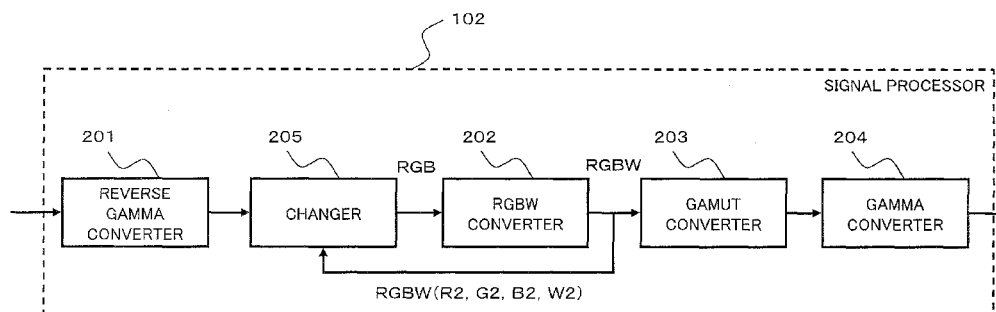 102
SIGNAL PROCESSOR
201
205
202
203
204
RGB
RGBW
REVERSE
GAMMA
CONVERTER
CHANGER
RGBW
CONVERTER
GAMUT
CONVERTER
GAMMA
CONVERTER
RGBW(R2, G2, B2, W2)